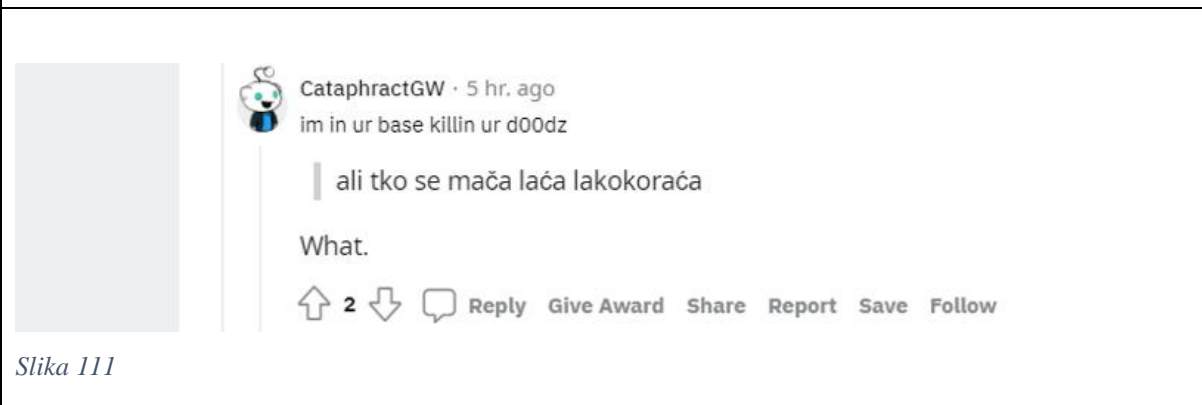 CataphractGW · 5 hr. ago
im in ur base killin ur d00dz
ali tko se mača laća lakokoraća
What.
2 Reply Give Award Share Report Save Follow
Slika 111